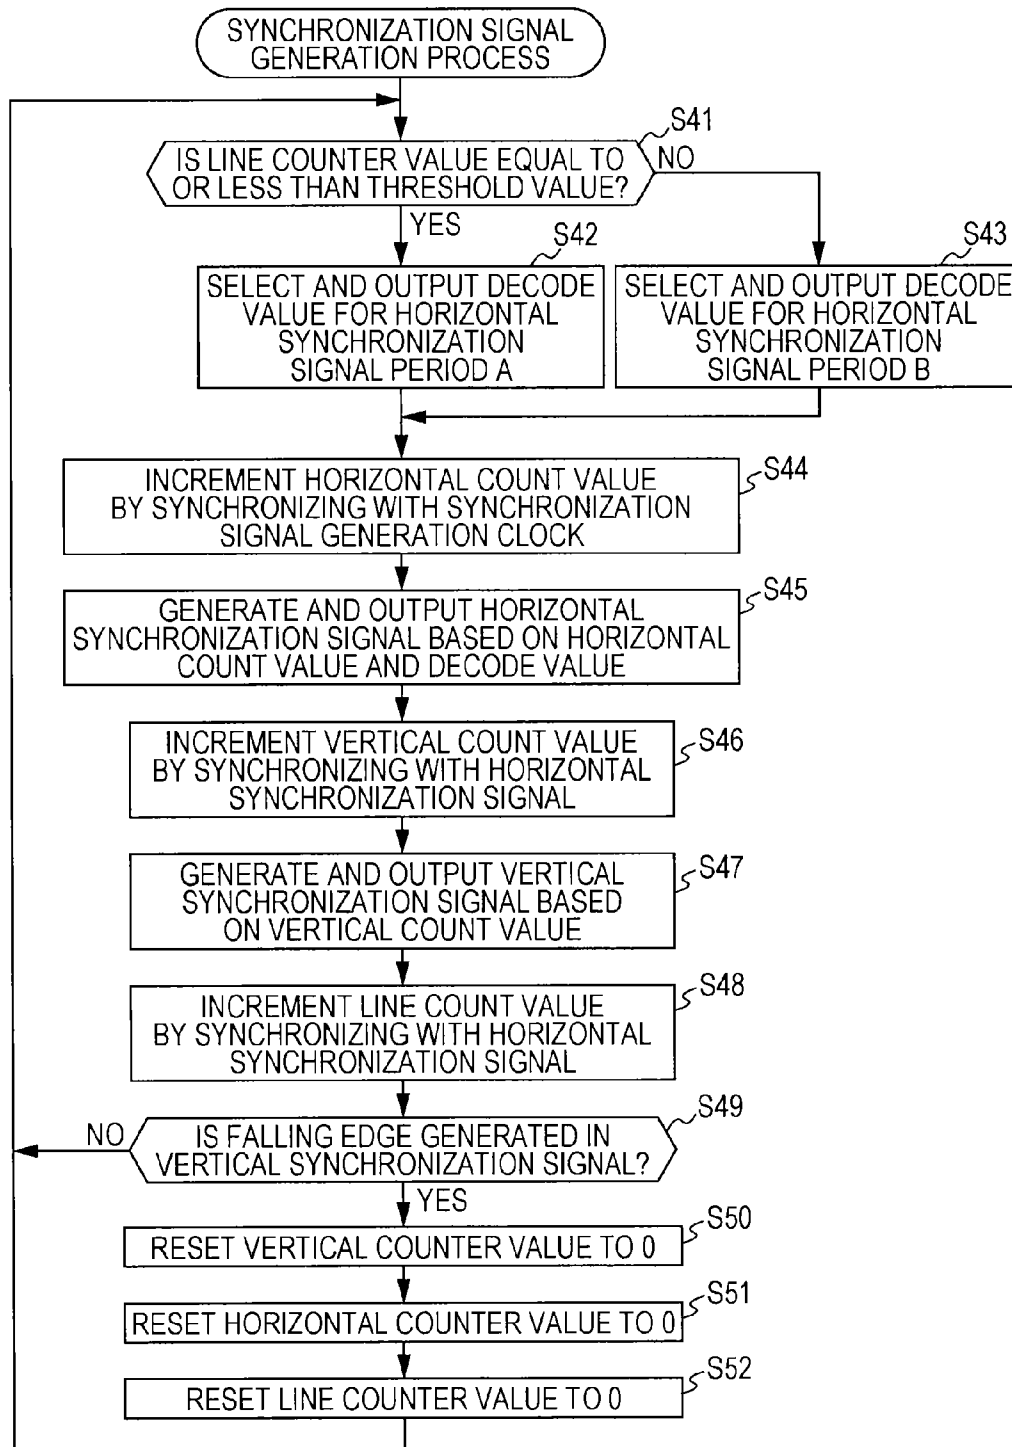 SYNCHRONIZATION SIGNAL
GENERATION PROCESS
S41
IS LINE COUNTER VALUE EQUAL TO
OR LESS THAN THRESHOLD VALUE?
NO
YES
S42
SELECT AND OUTPUT DECODE
VALUE FOR HORIZONTAL
SYNCHRONIZATION
SIGNAL PERIOD A
S43
SELECT AND OUTPUT DECODE
VALUE FOR HORIZONTAL
SYNCHRONIZATION
SIGNAL PERIOD B
S44
INCREMENT HORIZONTAL COUNT VALUE
BY SYNCHRONIZING WITH SYNCHRONIZATION
SIGNAL GENERATION CLOCK
S45
GENERATE AND OUTPUT HORIZONTAL
SYNCHRONIZATION SIGNAL BASED ON HORIZONTAL
COUNT VALUE AND DECODE VALUE
S46
INCREMENT VERTICAL COUNT VALUE
BY SYNCHRONIZING WITH HORIZONTAL
SYNCHRONIZATION SIGNAL
S47
GENERATE AND OUTPUT VERTICAL
SYNCHRONIZATION SIGNAL BASED
ON VERTICAL COUNT VALUE
S48
INCREMENT LINE COUNT VALUE
BY SYNCHRONIZING WITH HORIZONTAL
SYNCHRONIZATION SIGNAL
S49
NO
IS FALLING EDGE GENERATED IN
VERTICAL SYNCHRONIZATION SIGNAL?
YES
S50
RESET VERTICAL COUNTER VALUE TO 0
S51
RESET HORIZONTAL COUNTER VALUE TO 0
S52
RESET LINE COUNTER VALUE TO 0